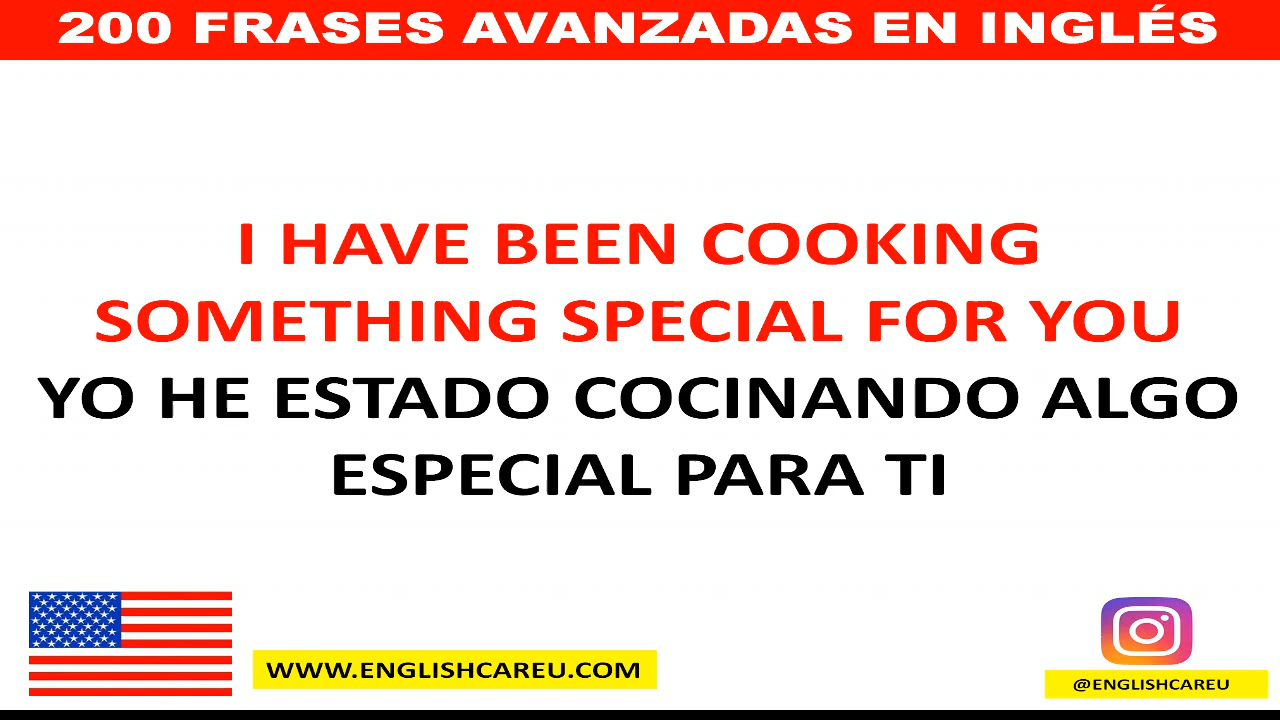 200 FRASES AVANZADAS EN INGLÉS
I HAVE BEEN COOKING
SOMETHING SPECIAL FOR YOU
YO HE ESTADO COCINANDO ALGO
ESPECIAL PARA TI
WWW.ENGLISHCAREU.COM
@ENGLISHCAREU